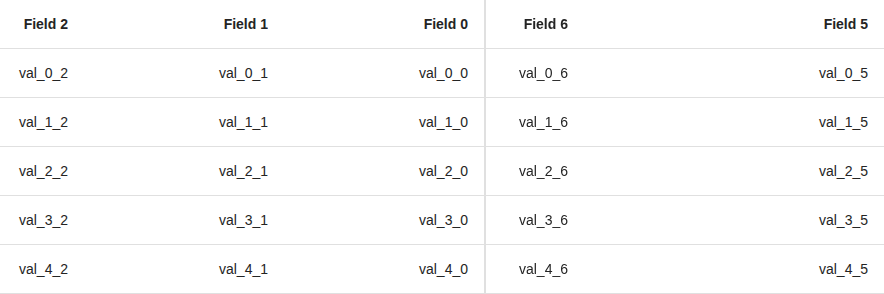 Field 2 Field 1 Field 0 Field 6 Field 5
val_0_2 val_0_1 val_0_0 val_0_6 val_0_5
val_1_2 val_1_1 val_1_0 val_1_6 val_1_5
val_2_2 val_2_1 val_2_0 val_2_6 val_2_5
val_3_2 val_3_1 val_3_0 val_3_6 val_3_5
val_4_2 val_4_1 val_4_0 val_4_6 val_4_5